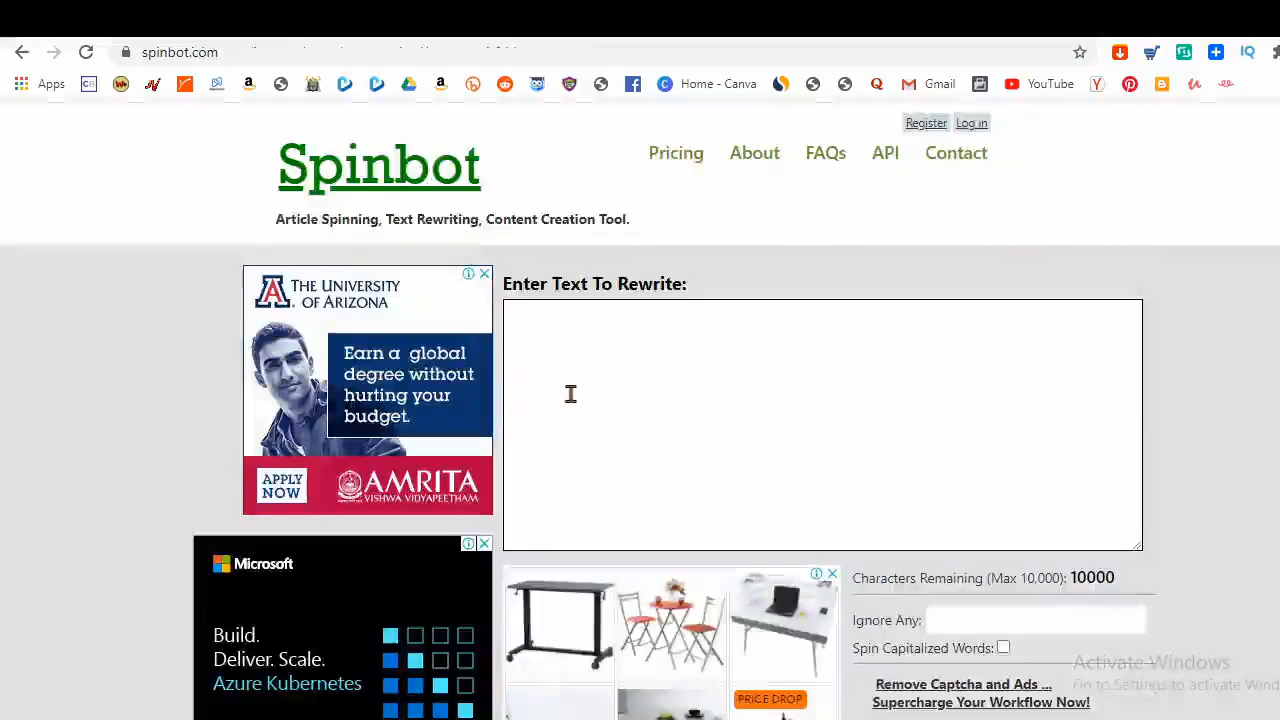 spinbot.com
Apps
Home - Canva
Gmail
YouTube
Register Log in
Spinbot
Pricing About FAQs API Contact
Article Spinning, Text Rewriting, Content Creation Tool.
THE UNIVERSITY
OF ARIZONA
Earn a global
degree without
hurting your
budget.
APPLY
NOW
AMRITA
VISHWA VIDYAPEETHAM
Enter Text To Rewrite:
Microsoft
Build.
Deliver. Scale.
Azure Kubernetes
PRICE DROP
Characters Remaining (Max 10,000): 10000
Ignore Any:
Spin Capitalized Words:
Activate Windows
Go to Settings to activate Wind
Remove Captcha and Ads ...
Supercharge Your Workflow Now!